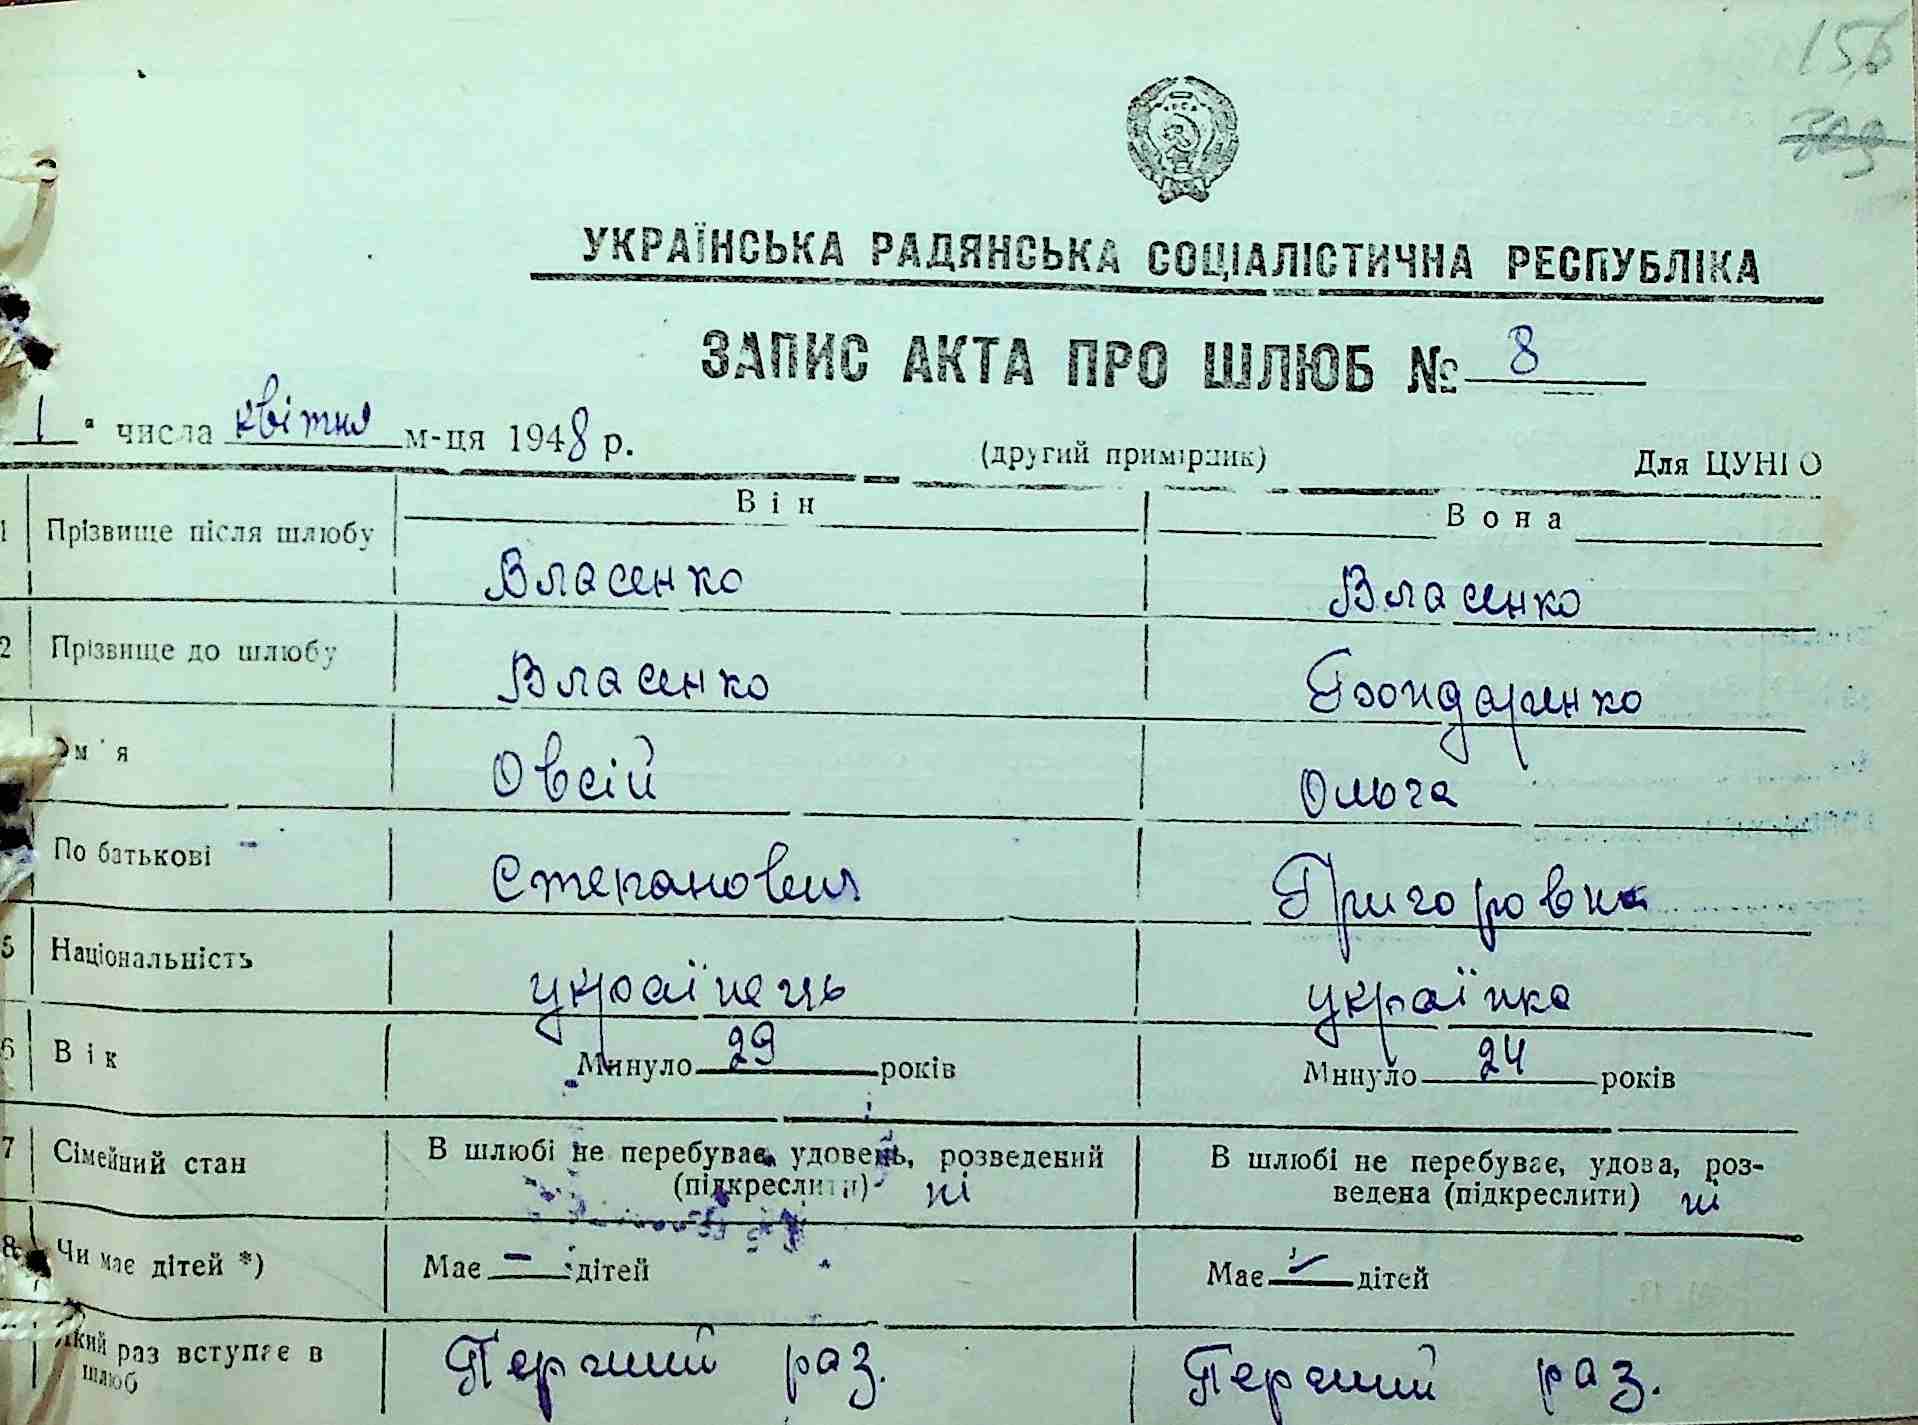 156
УКРАЇНСЬКА РАДЯНСЬКА СОЦІАЛІСТИЧНА РЕСПУБЛІКА
ЗАПИС АКТА ПРО ШЛЮБ № 8
1 " числа квітня м-ця 1948 р. (другий примірник) Для ЦУНГО
Він Вона
1 Прізвище після шлюбу Власенко Власенко
2 Прізвище до шлюбу Власенко Бондаренко
Ім'я Овсій Ольга
По батькові Степанович Григоровна
5 Національність українець українка
6 Вік Минуло 29 років Минуло 24 років
7 Сімейний стан В шлюбі не перебуває, удовець, розведений В шлюбі не перебуває, удова, роз-
(підкреслити) ні ведена (підкреслити) ні
8 Чи має дітей *) Має — дітей Має — дітей
Який раз вступає в Перший раз. Перший раз.
шлюб